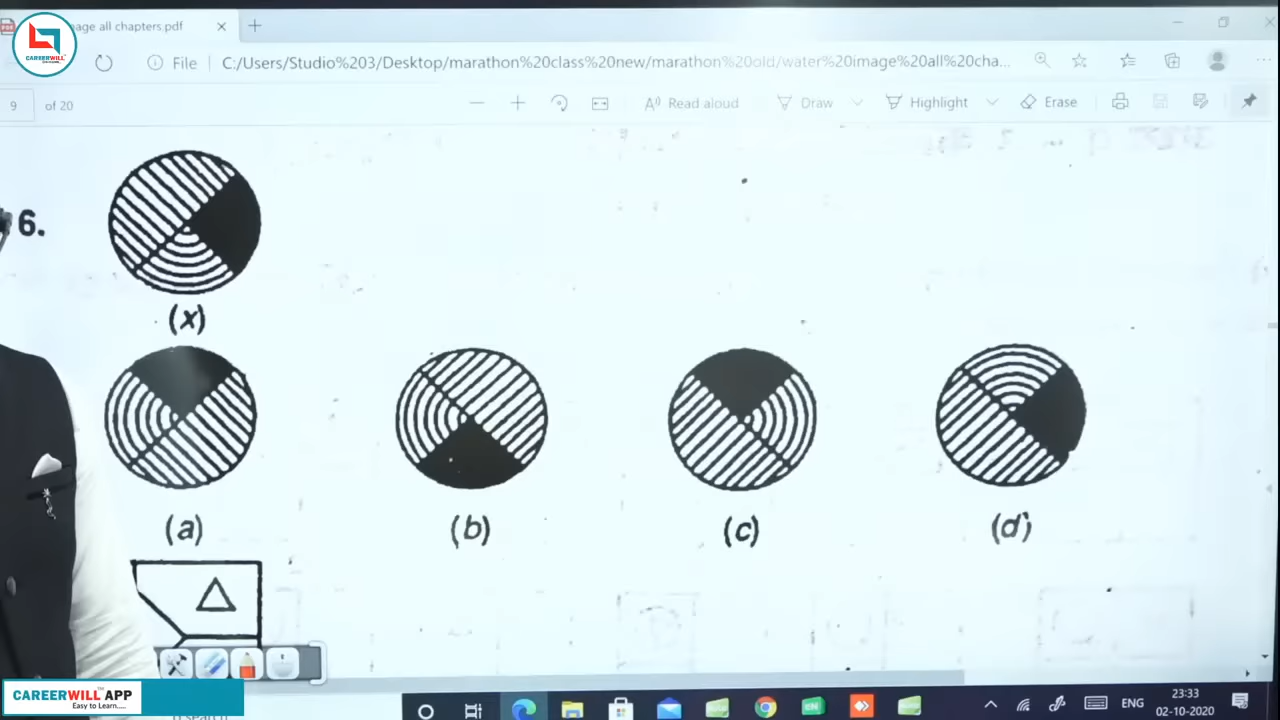 CAREERWILL
nage all chapters.pdf
File
C:/Users/Studio%203/Desktop/marathon%20class%20new/marathon%20old/water%20image%20all%20cha...
9 of 20
Read aloud
Draw
Highlight
Erase
6.
(x)
(a)
(b)
(c)
(d)
CAREERWILL APP
Easy to Learn.....
ENG
23:33
02-10-2020